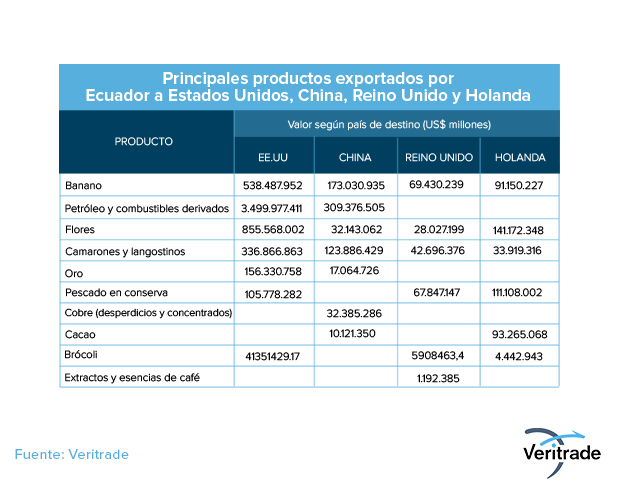 Principales productos exportados por
Ecuador a Estados Unidos, China, Reino Unido y Holanda
PRODUCTO
Valor según país de destino (US$ millones)
EE.UU CHINA REINO UNIDO HOLANDA
Banano 538.487.952 173.030.935 69.430.239 91.150.227
Petróleo y combustibles derivados 3.499.977.411 309.376.505
Flores 855.568.002 32.143.062 28.027.199 141.172.348
Camarones y langostinos 336.866.863 123.886.429 42.696.376 33.919.316
Oro 156.330.758 17.064.726
Pescado en conserva 105.778.282 67.847.147 111.108.002
Cobre (desperdicios y concentrados) 32.385.286
Cacao 10.121.350 93.265.068
Brócoli 41351429.17 5908463,4 4.442.943
Extractos y esencias de café 1.192.385
Fuente: Veritrade
Veritrade